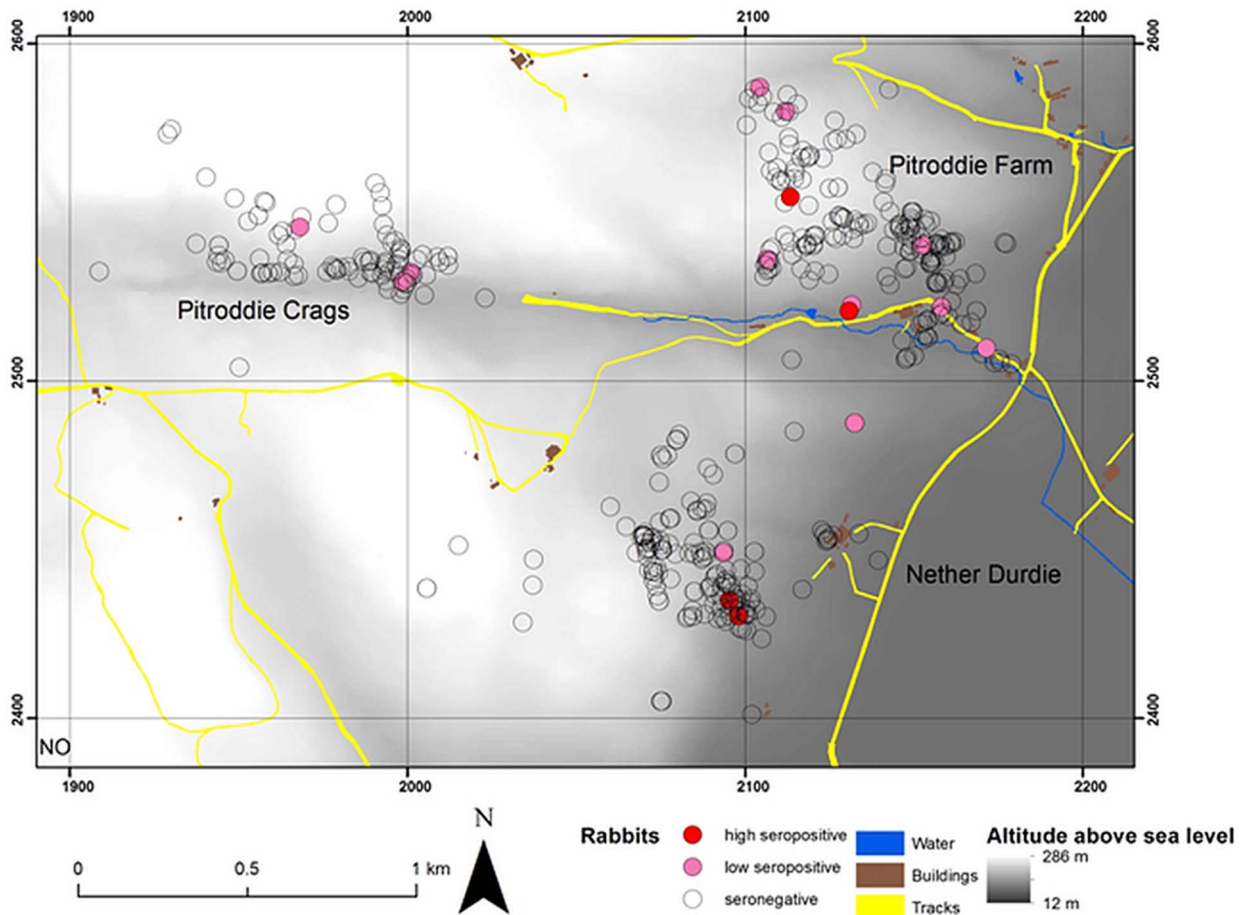 1900 2000 2100 2200
2600 2600
Pitroddie Farm
Pitroddie Crags
2500 2500
Nether Durdie
2400 2400
NO
1900 2000 2100 2200
N
0 0.5 1 km
Rabbits
high seropositive
low seropositive
seronegative
Water
Buildings
Tracks
Altitude above sea level
286 m
12 m